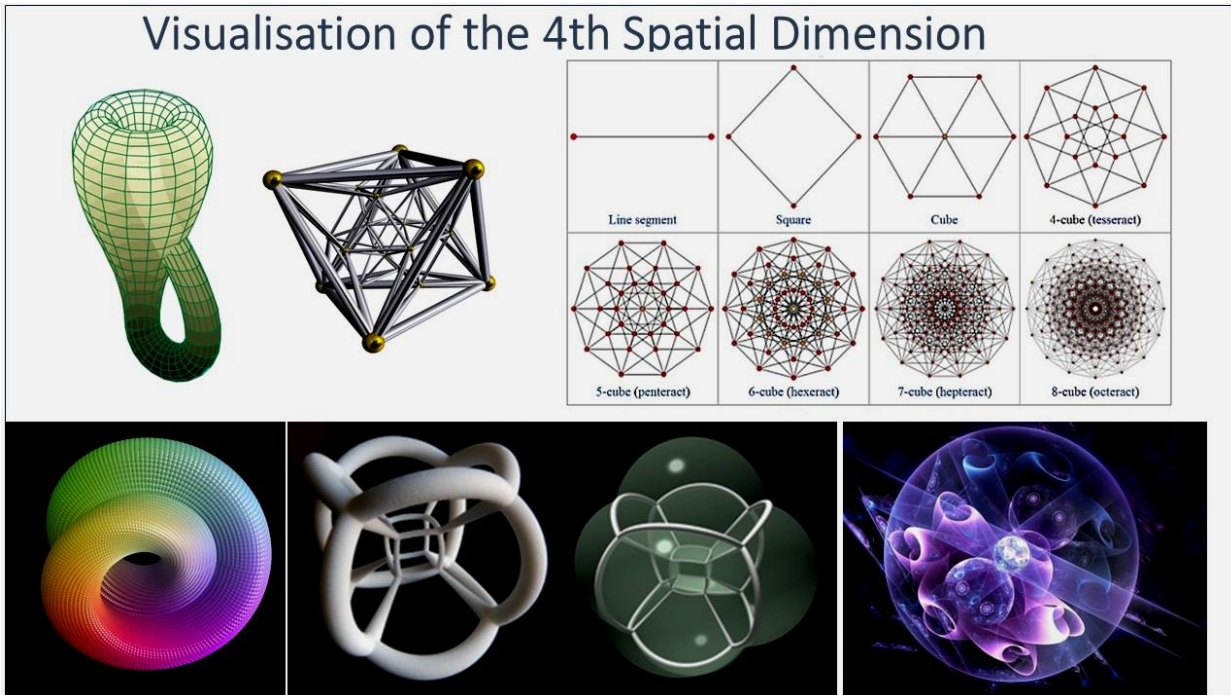 Visualisation of the 4th Spatial Dimension
Line segment
Square
Cube
4-cube (tesseract)
5-cube (penteract)
6-cube (hexeract)
7-cube (hepteract)
8-cube (octeract)